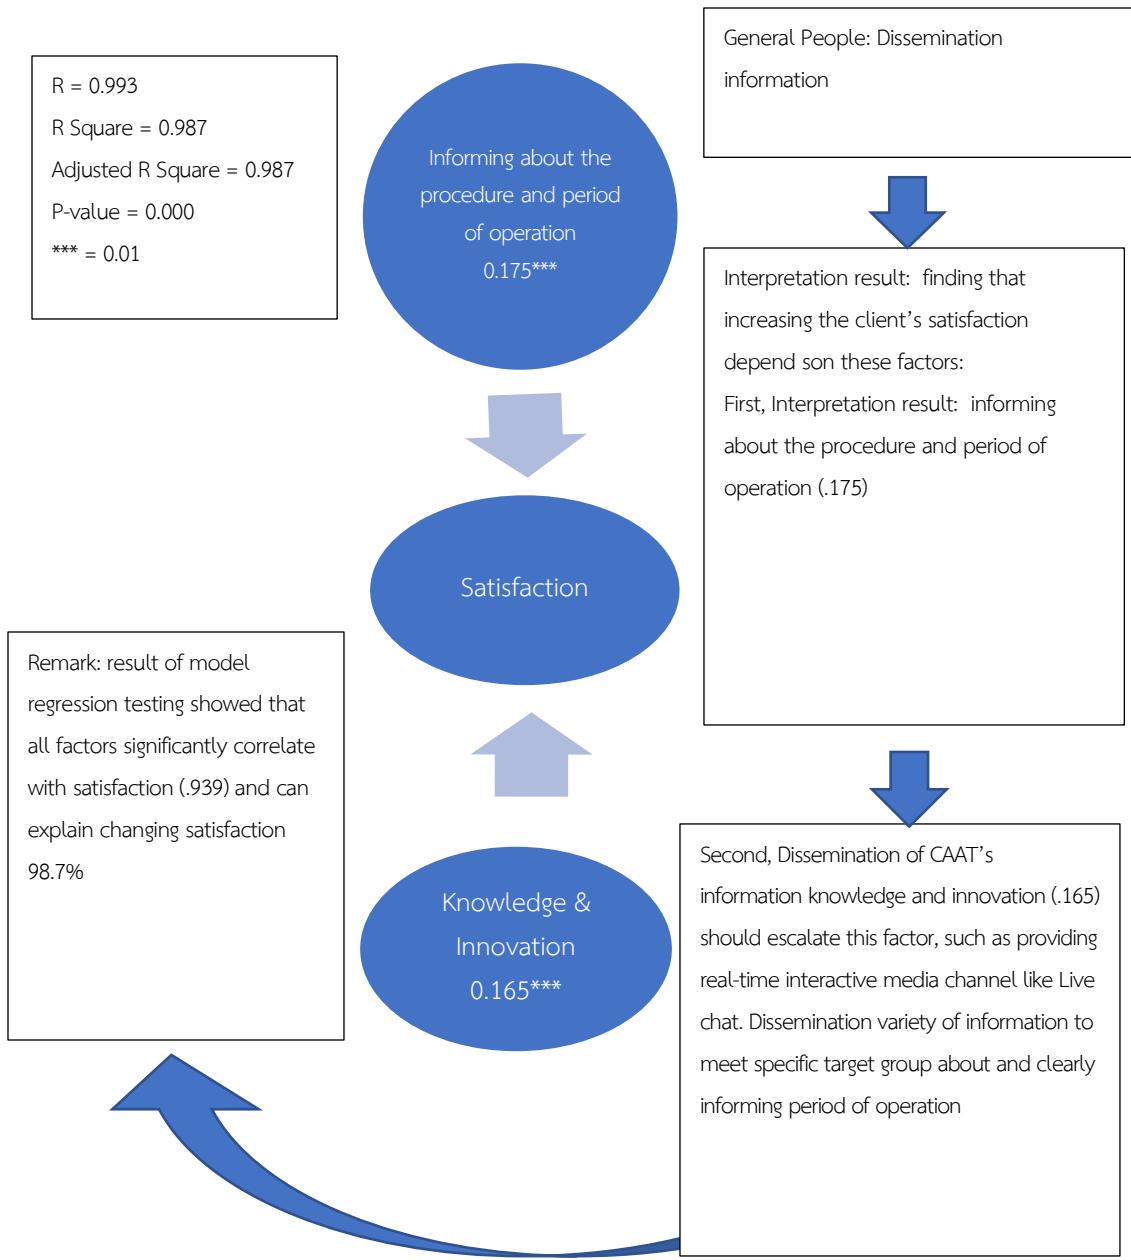 R = 0.993
R Square = 0.987
Adjusted R Square = 0.987
P-value = 0.000
*** = 0.01
Informing about the
procedure and period
of operation
0.175***
General People: Dissemination
information
Interpretation result:  finding that
increasing the client’s satisfaction
depend son these factors:
First, Interpretation result:  informing
about the procedure and period of
operation (.175)
Satisfaction
Remark: result of model
regression testing showed that
all factors significantly correlate
with satisfaction (.939) and can
explain changing satisfaction
98.7%
Knowledge &
Innovation
0.165***
Second, Dissemination of CAAT’s
information knowledge and innovation (.165)
should escalate this factor, such as providing
real-time interactive media channel like Live
chat. Dissemination variety of information to
meet specific target group about and clearly
informing period of operation